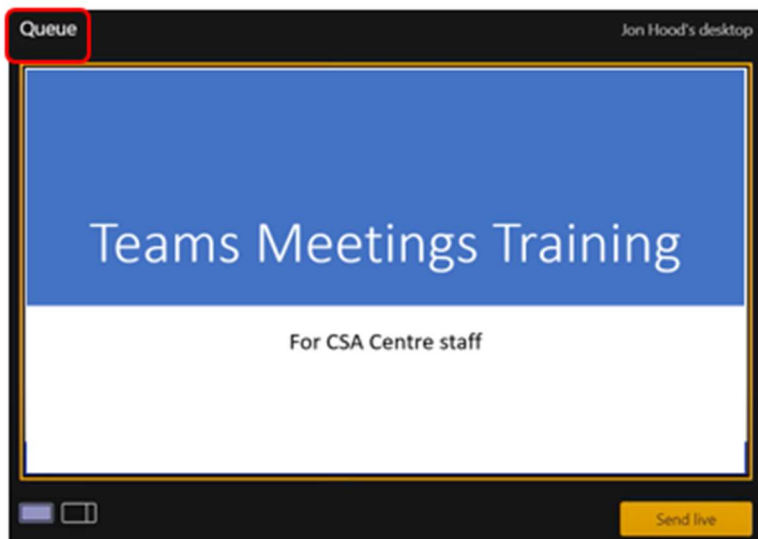 Queue
Jon Hood's desktop
Teams Meetings Training
For CSA Centre staff
Send live